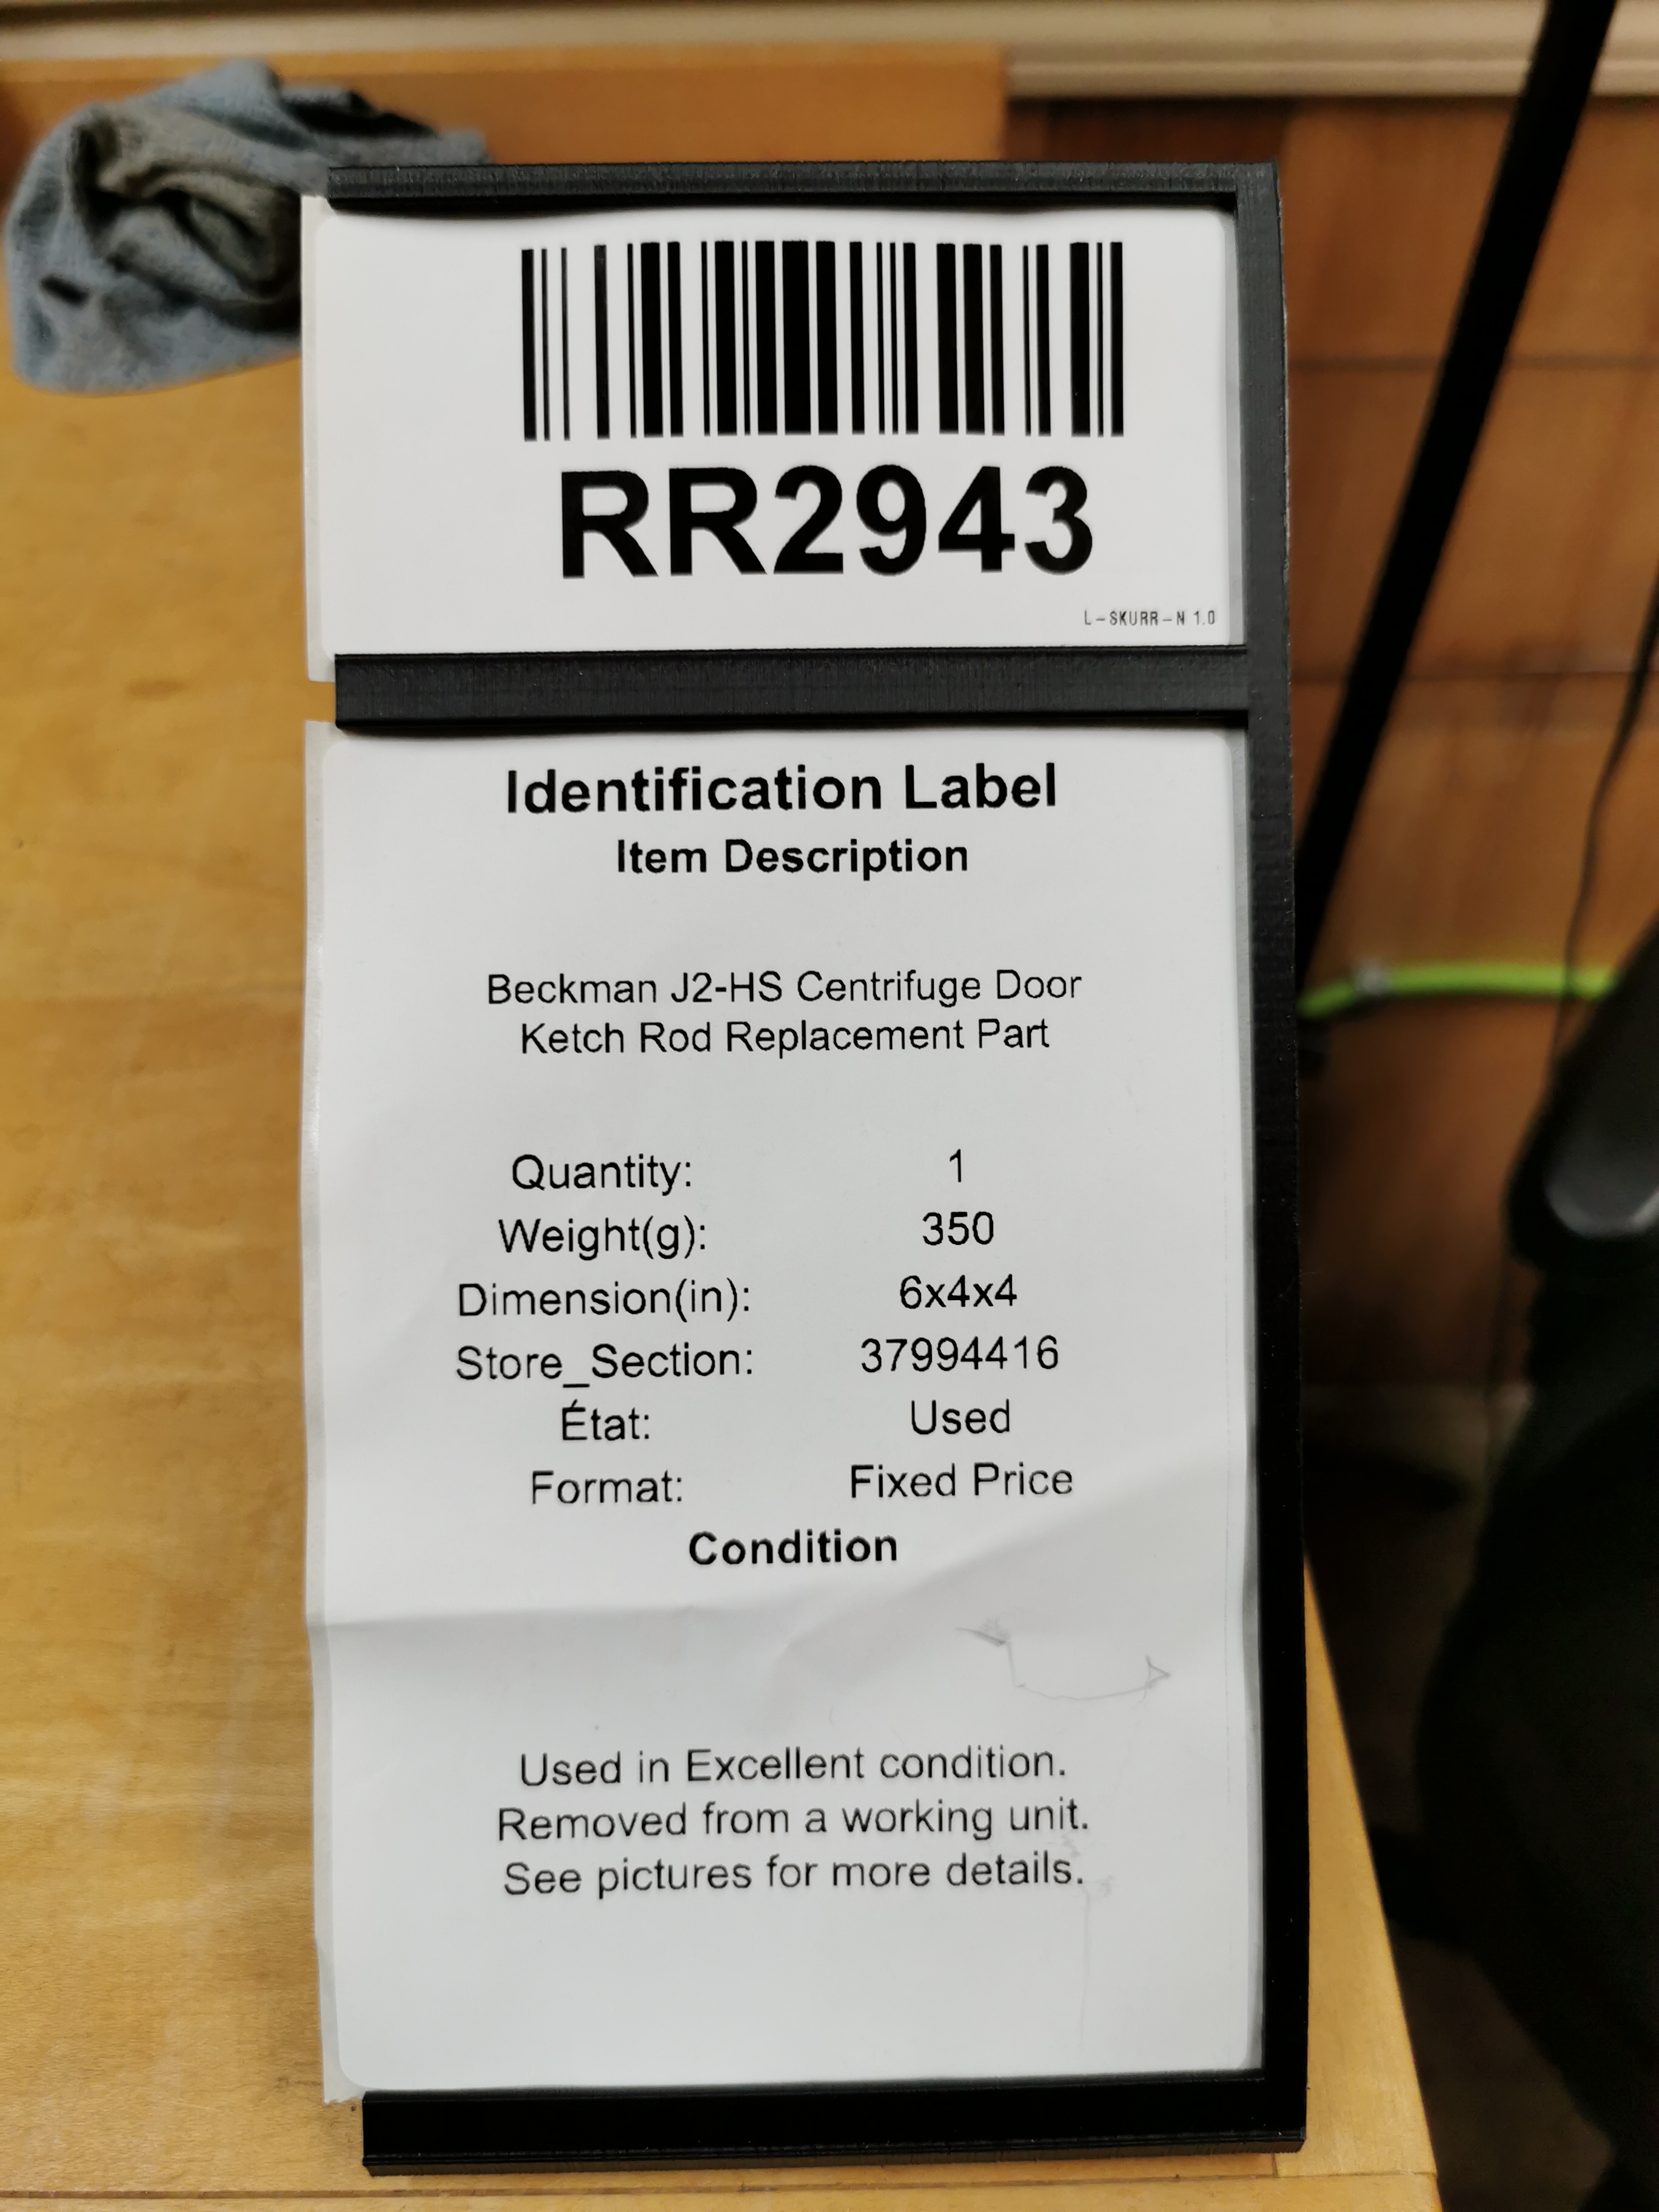 RR2943
L-SKURR-N 1.0
Identification Label
Item Description
Beckman J2-HS Centrifuge Door
Ketch Rod Replacement Part
Quantity: 1
Weight(g): 350
Dimension(in): 6x4x4
Store_Section: 37994416
État: Used
Format: Fixed Price
Condition
Used in Excellent condition.
Removed from a working unit.
See pictures for more details.